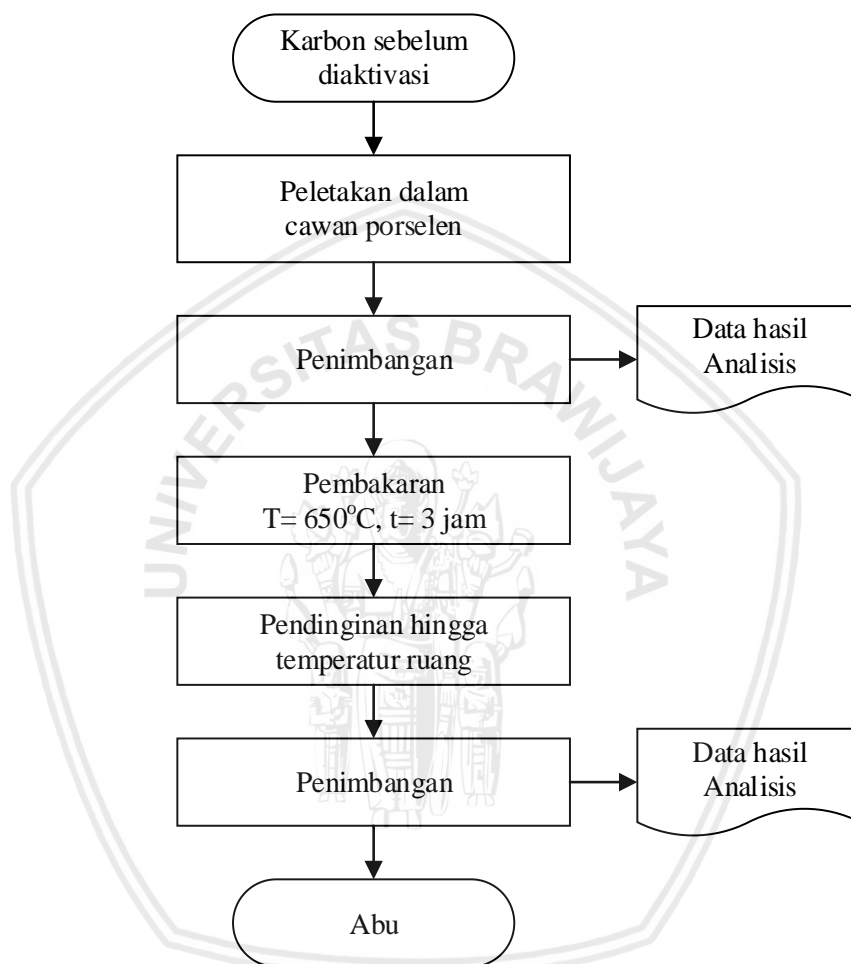 Karbon sebelum
diaktivasi
Peletakan dalam
cawan porselen
Penimbangan
Data hasil
Analisis
Pembakaran
T= 650°C, t= 3 jam
Pendinginan hingga
temperatur ruang
Penimbangan
Data hasil
Analisis
Abu
UNIVERSITAS BRAWIJAYA